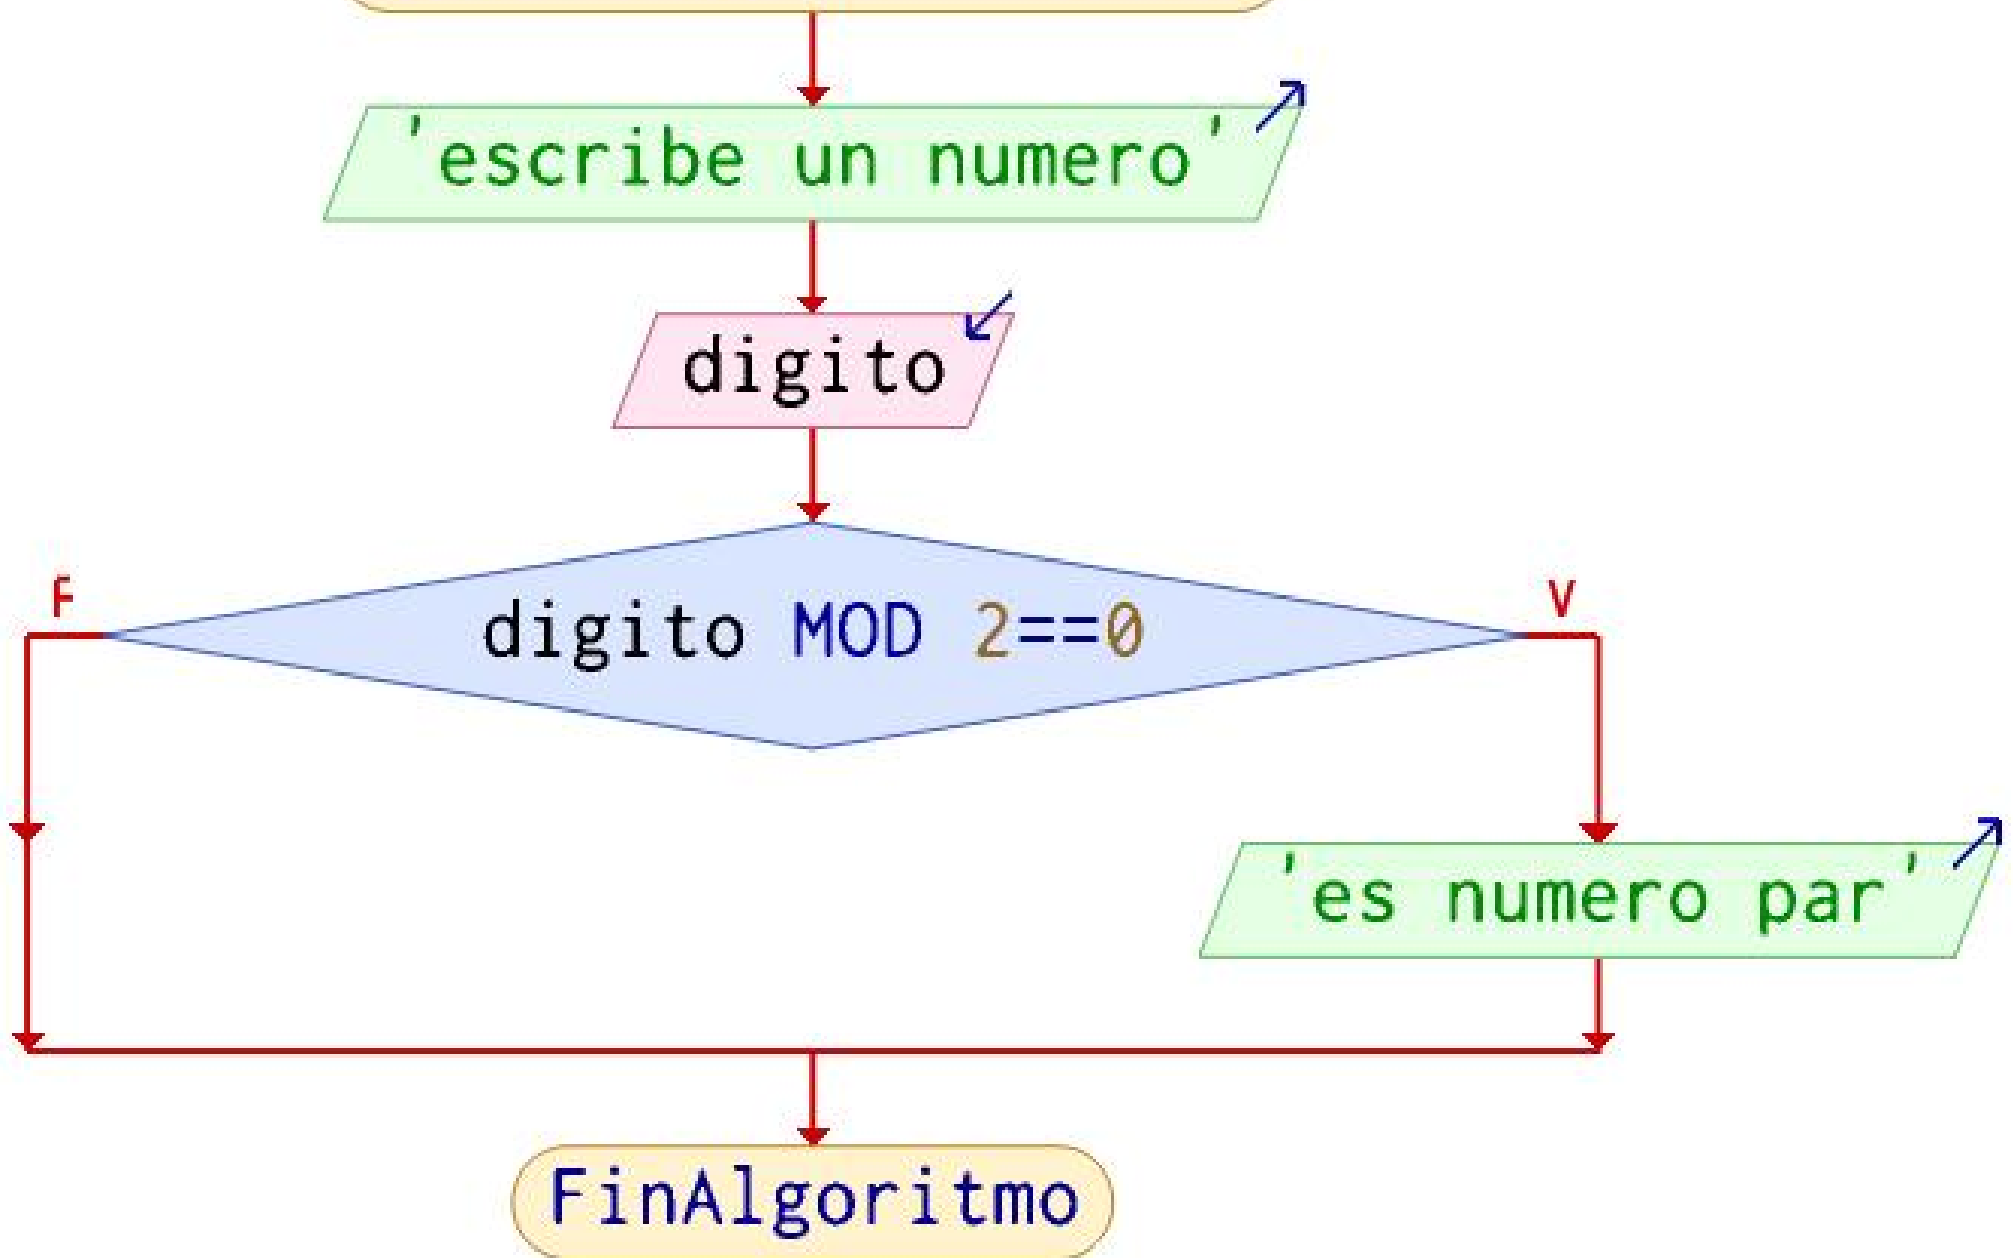 'escribe un numero'
digito
F
digito MOD 2==0
V
'es numero par'
FinAlgoritmo